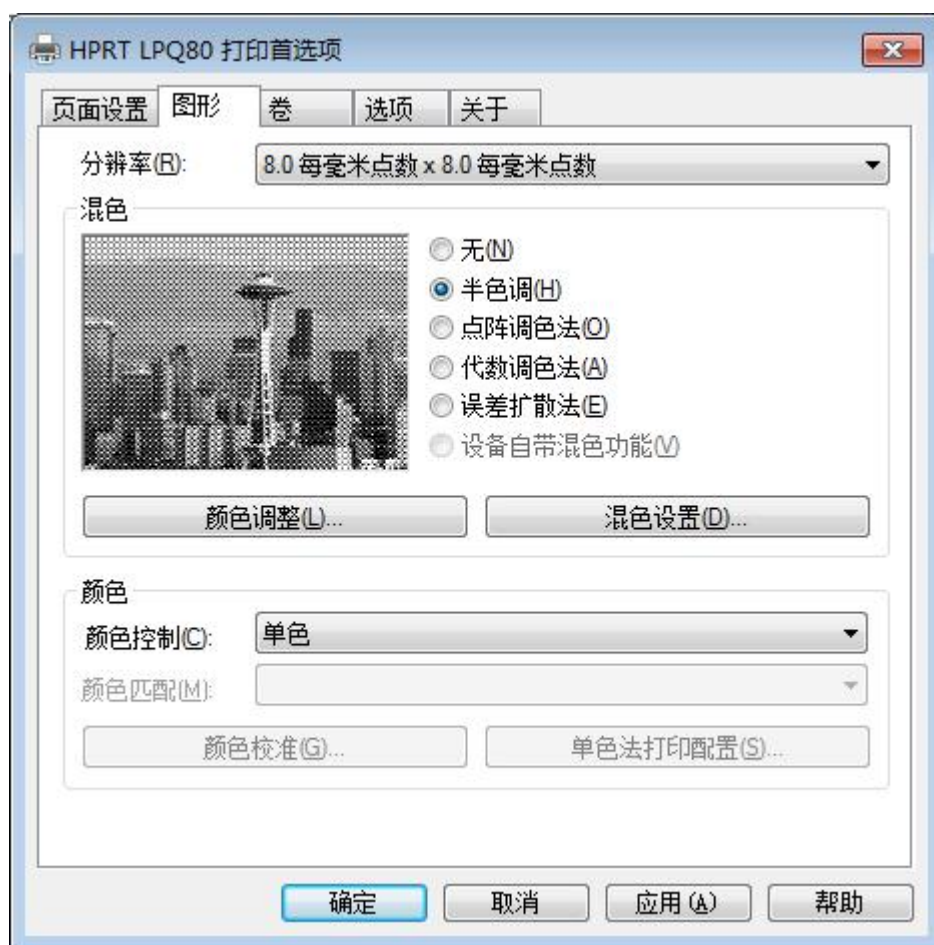 HPRT LPQ80 打印首选项
页面设置 图形 卷 选项 关于
分辨率(R): 8.0 每毫米点数 x 8.0 每毫米点数
混色
无(N)
半色调(H)
点阵调色法(O)
代数调色法(A)
误差扩散法(E)
设备自带混色功能(V)
颜色调整(L)... 混色设置(D)...
颜色
颜色控制(C): 单色
颜色匹配(M):
颜色校准(G)... 单色法打印配置(S)...
确定 取消 应用(A) 帮助